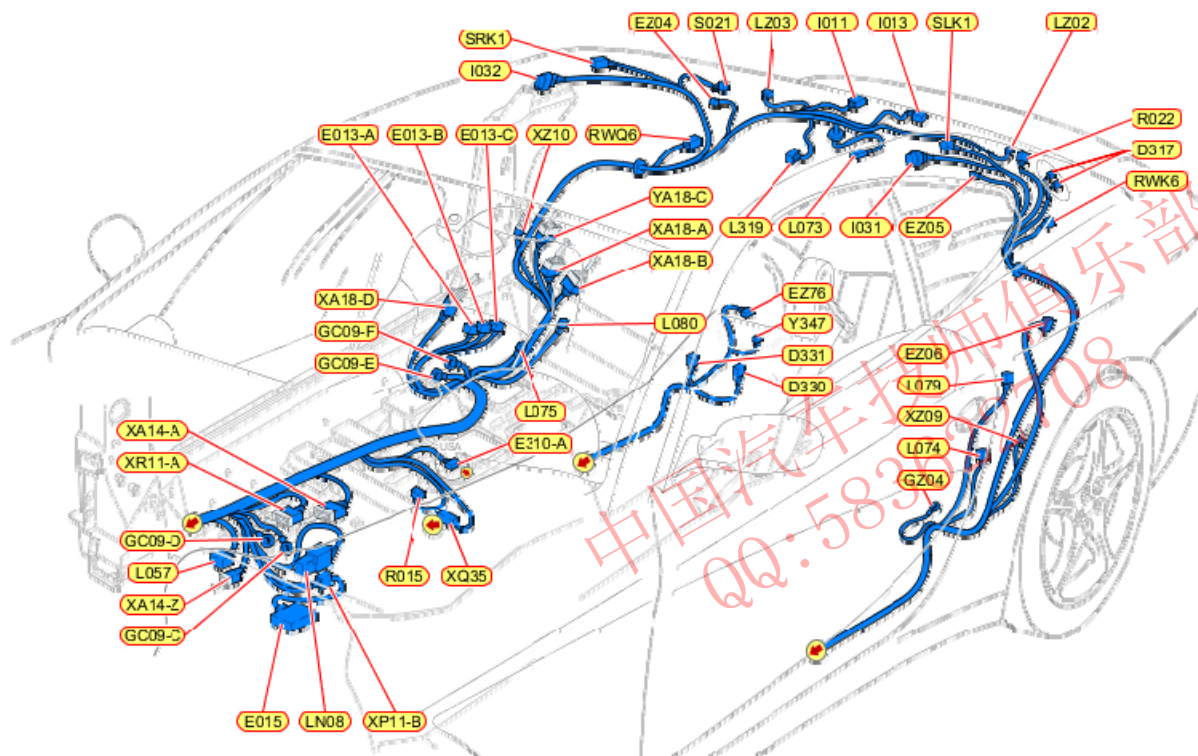 EZ04
S021
LZ03
I011
I013
SLK1
LZ02
SRK1
I032
E013-A
E013-B
E013-C
XZ10
RWQ6
R022
D317
RWK6
YA18-C
XA18-A
XA18-B
L319
L073
I031
EZ05
XA18-D
GC09-F
GC09-E
L080
EZ76
Y347
D331
D330
EZ06
L079
XZ09
L074
GZ04
L075
E310-A
USA
XA14-A
XR11-A
GC09-D
L057
XA14-Z
GC09-C
R015
XQ35
E015
LN08
XP11-B
中国汽车技师俱乐部